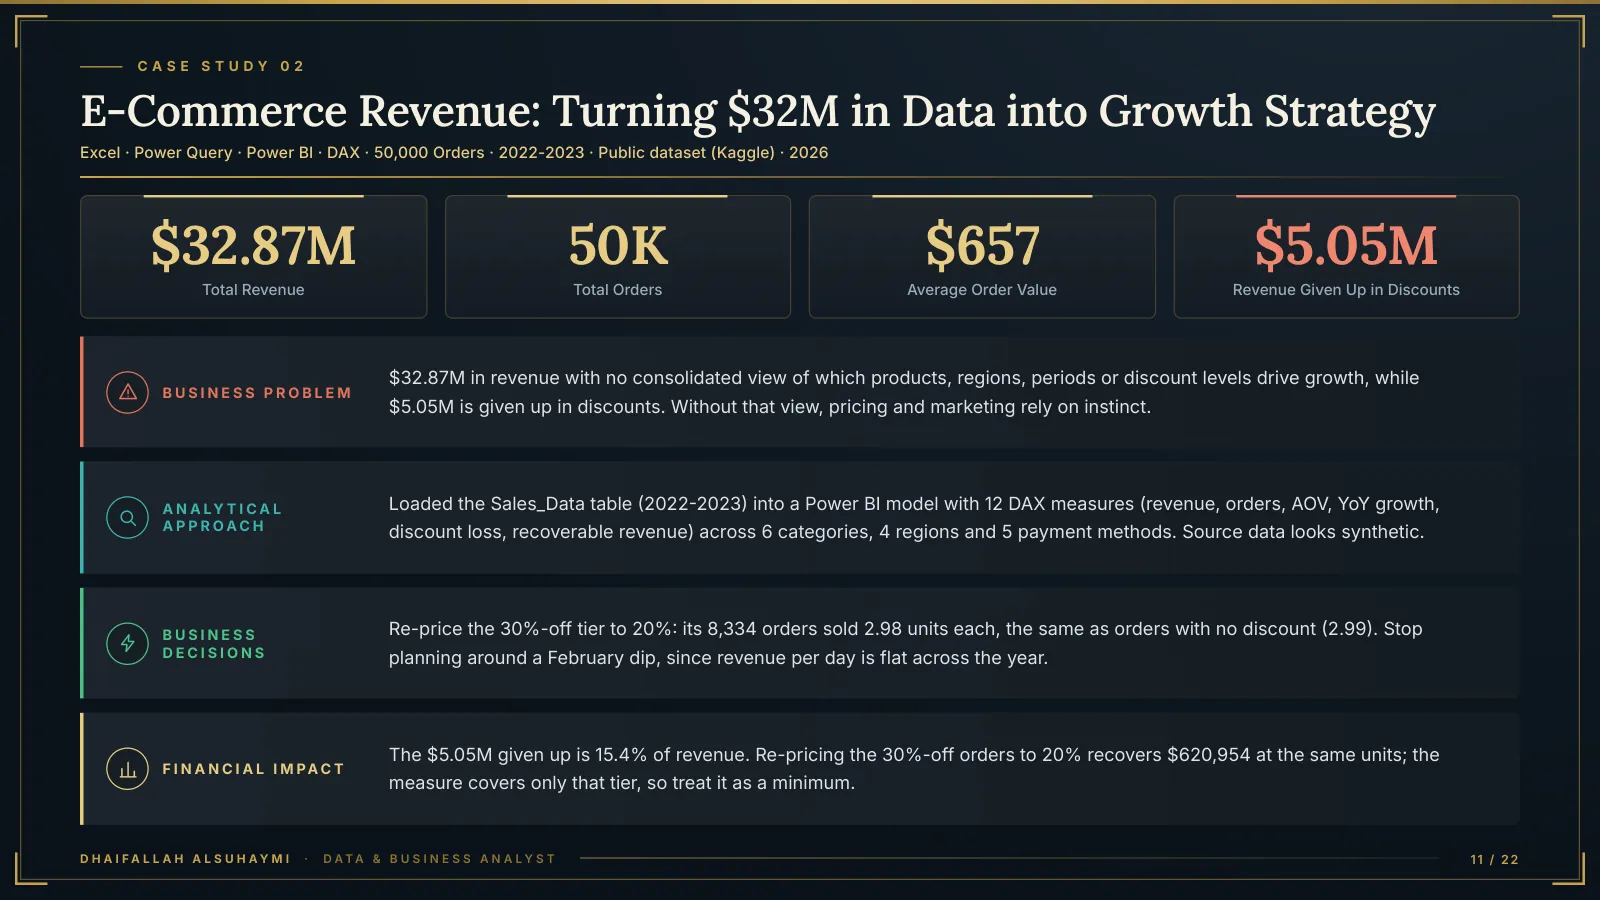 CASE STUDY 02
E-Commerce Revenue: Turning $32M in Data into Growth Strategy
Excel · Power Query · Power BI · DAX · 50,000 Orders · 2022-2023 · Public dataset (Kaggle) · 2026
$32.87M
Total Revenue
50K
Total Orders
$657
Average Order Value
$5.05M
Revenue Given Up in Discounts
BUSINESS PROBLEM
$32.87M in revenue with no consolidated view of which products, regions, periods or discount levels drive growth, while
$5.05M is given up in discounts. Without that view, pricing and marketing rely on instinct.
ANALYTICAL
APPROACH
Loaded the Sales_Data table (2022-2023) into a Power BI model with 12 DAX measures (revenue, orders, AOV, YoY growth,
discount loss, recoverable revenue) across 6 categories, 4 regions and 5 payment methods. Source data looks synthetic.
BUSINESS
DECISIONS
Re-price the 30%-off tier to 20%: its 8,334 orders sold 2.98 units each, the same as orders with no discount (2.99). Stop
planning around a February dip, since revenue per day is flat across the year.
FINANCIAL IMPACT
The $5.05M given up is 15.4% of revenue. Re-pricing the 30%-off orders to 20% recovers $620,954 at the same units; the
measure covers only that tier, so treat it as a minimum.
DHAIFALLAH ALSUHAYMI · DATA & BUSINESS ANALYST
11 / 22